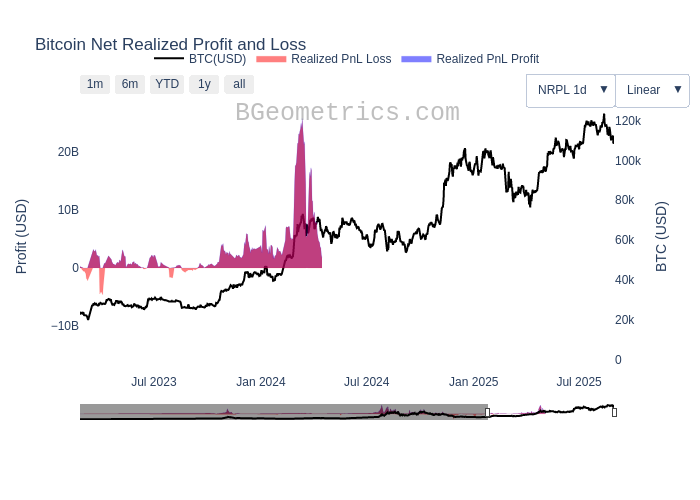 Bitcoin Net Realized Profit and Loss
BTC(USD) Realized PnL Loss Realized PnL Profit
1m 6m YTD 1y all
NRPL 1d ▼ Linear ▼
BGeometrics.com
20B
10B
0
−10B
Profit (USD)
120k
100k
80k
60k
40k
20k
0
BTC (USD)
Jul 2023 Jan 2024 Jul 2024 Jan 2025 Jul 2025